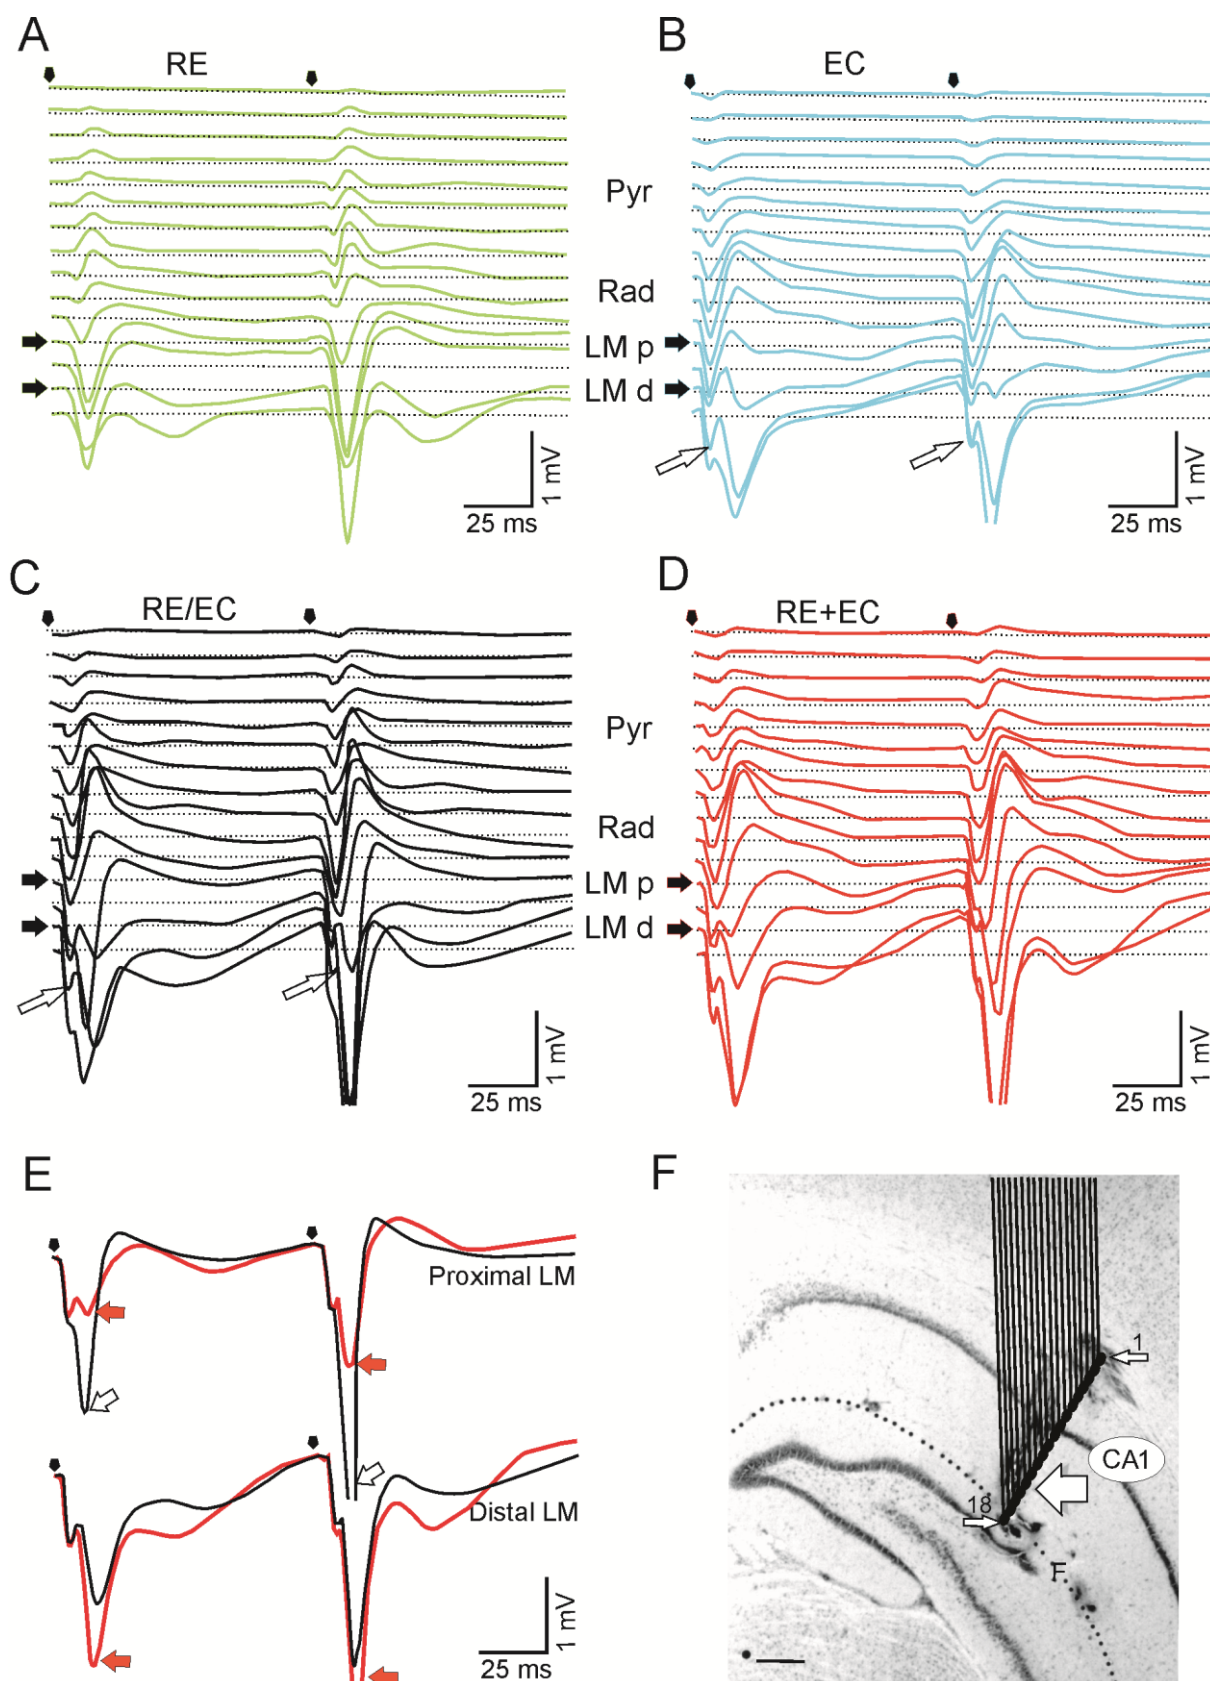 A
RE
B
EC
Pyr
Rad
LM p
LM d
1 mV
25 ms
1 mV
25 ms
C
RE/EC
D
RE+EC
Pyr
Rad
LM p
LM d
1 mV
25 ms
1 mV
25 ms
E
Proximal LM
Distal LM
1 mV
25 ms
F
1
CA1
18
F